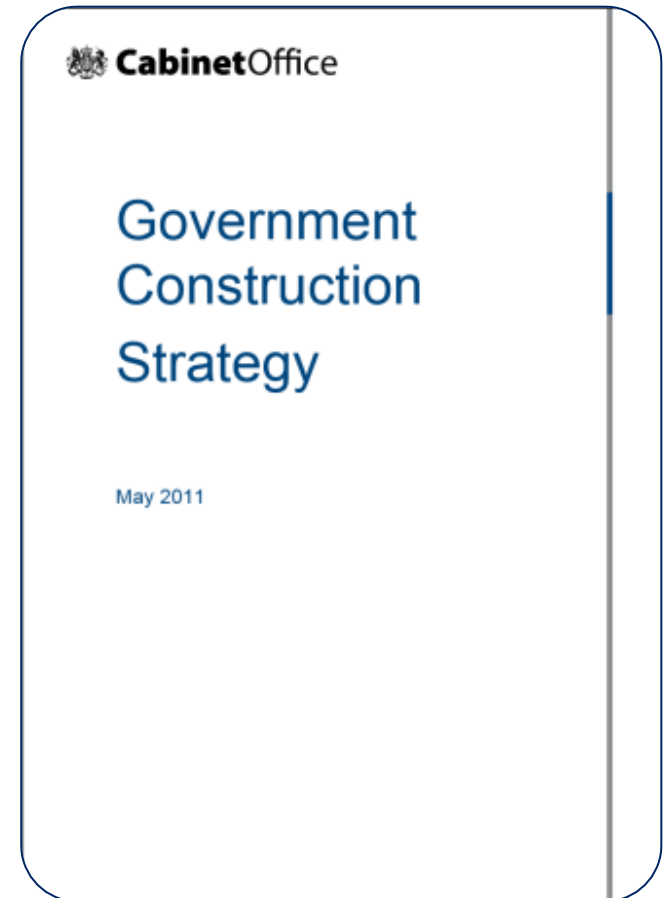 CabinetOffice
Government
Construction
Strategy
May 2011